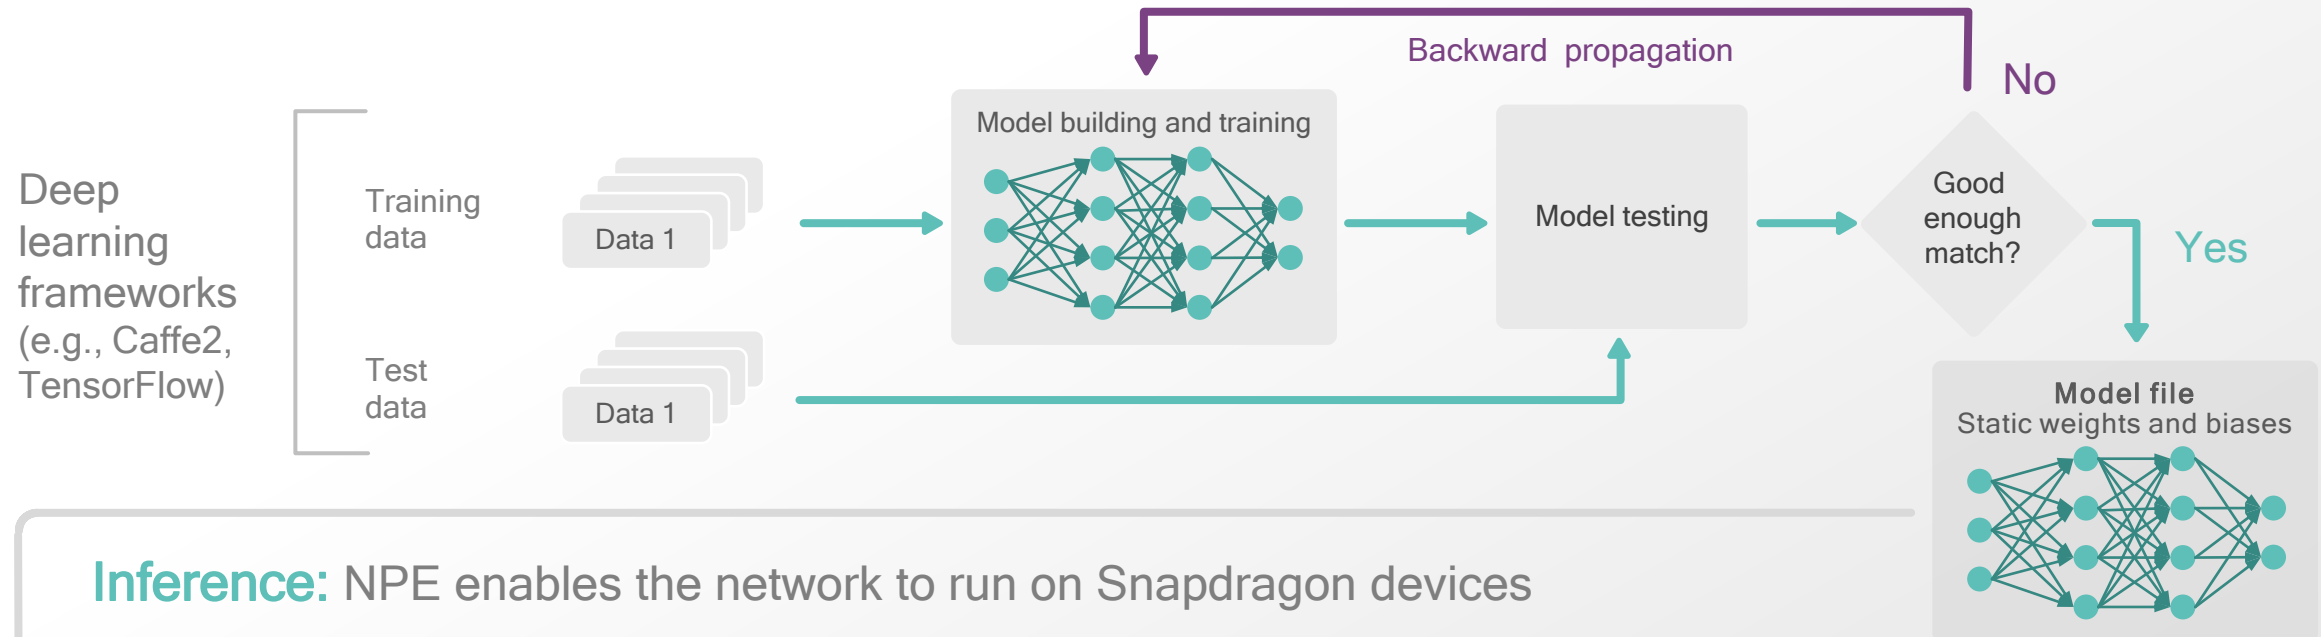 Backward propagation
No
Deep
learning
frameworks
(e.g., Caffe2,
TensorFlow)
Training
data
Data 1
Test
data
Data 1
Model building and training
Model testing
Good
enough
match?
Yes
Model file
Static weights and biases
Inference: NPE enables the network to run on Snapdragon devices